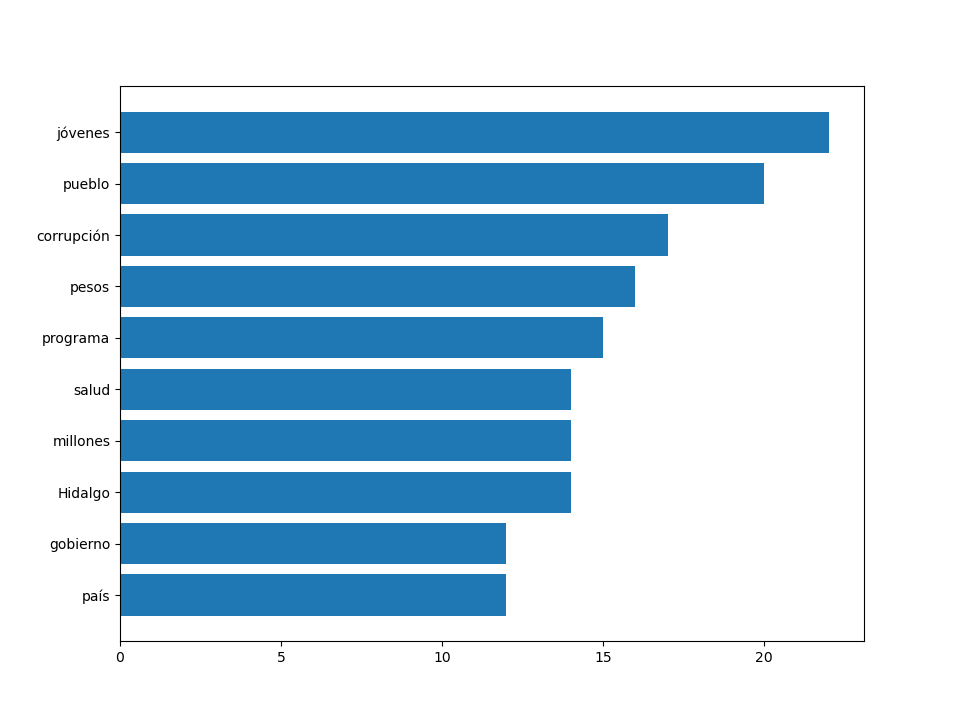 jóvenes
pueblo
corrupción
pesos
programa
salud
millones
Hidalgo
gobierno
país
0 5 10 15 20